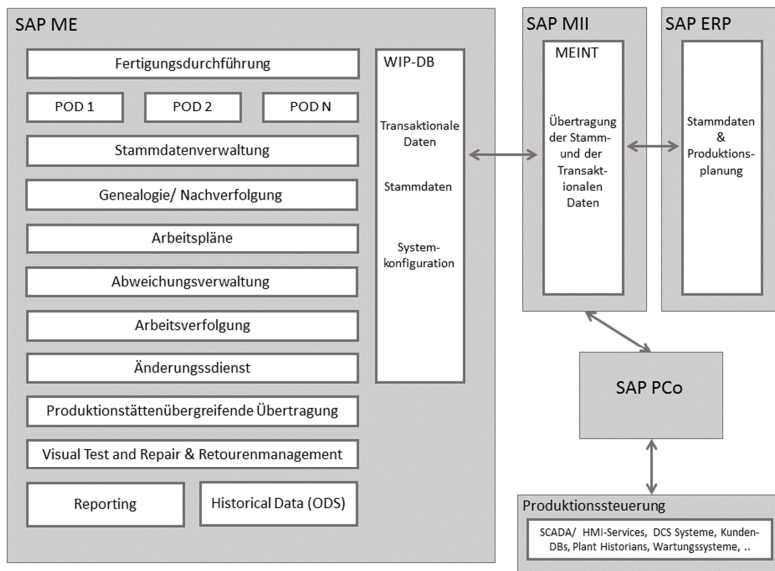 SAP ME
Fertigungsdurchführung
POD 1
POD 2
POD N
Stammdatenverwaltung
Genealogie/ Nachverfolgung
Arbeitspläne
Abweichungsverwaltung
Arbeitsverfolgung
Änderungssdienst
Produktionstättenübergreifende Übertragung
Visual Test and Repair & Retourenmanagement
Reporting
Historical Data (ODS)
WIP-DB
Transaktionale
Daten
Stammdaten
System-
konfiguration
SAP MII
MEINT
Übertragung
der Stamm-
und der
Transakt-
ionalen
Daten
SAP ERP
Stammdaten
&
Produktions-
planung
SAP PCo
Produktionssteuerung
SCADA/ HMI-Services, DCS Systeme, Kunden-
DBs, Plant Historians, Wartungssysteme, ..